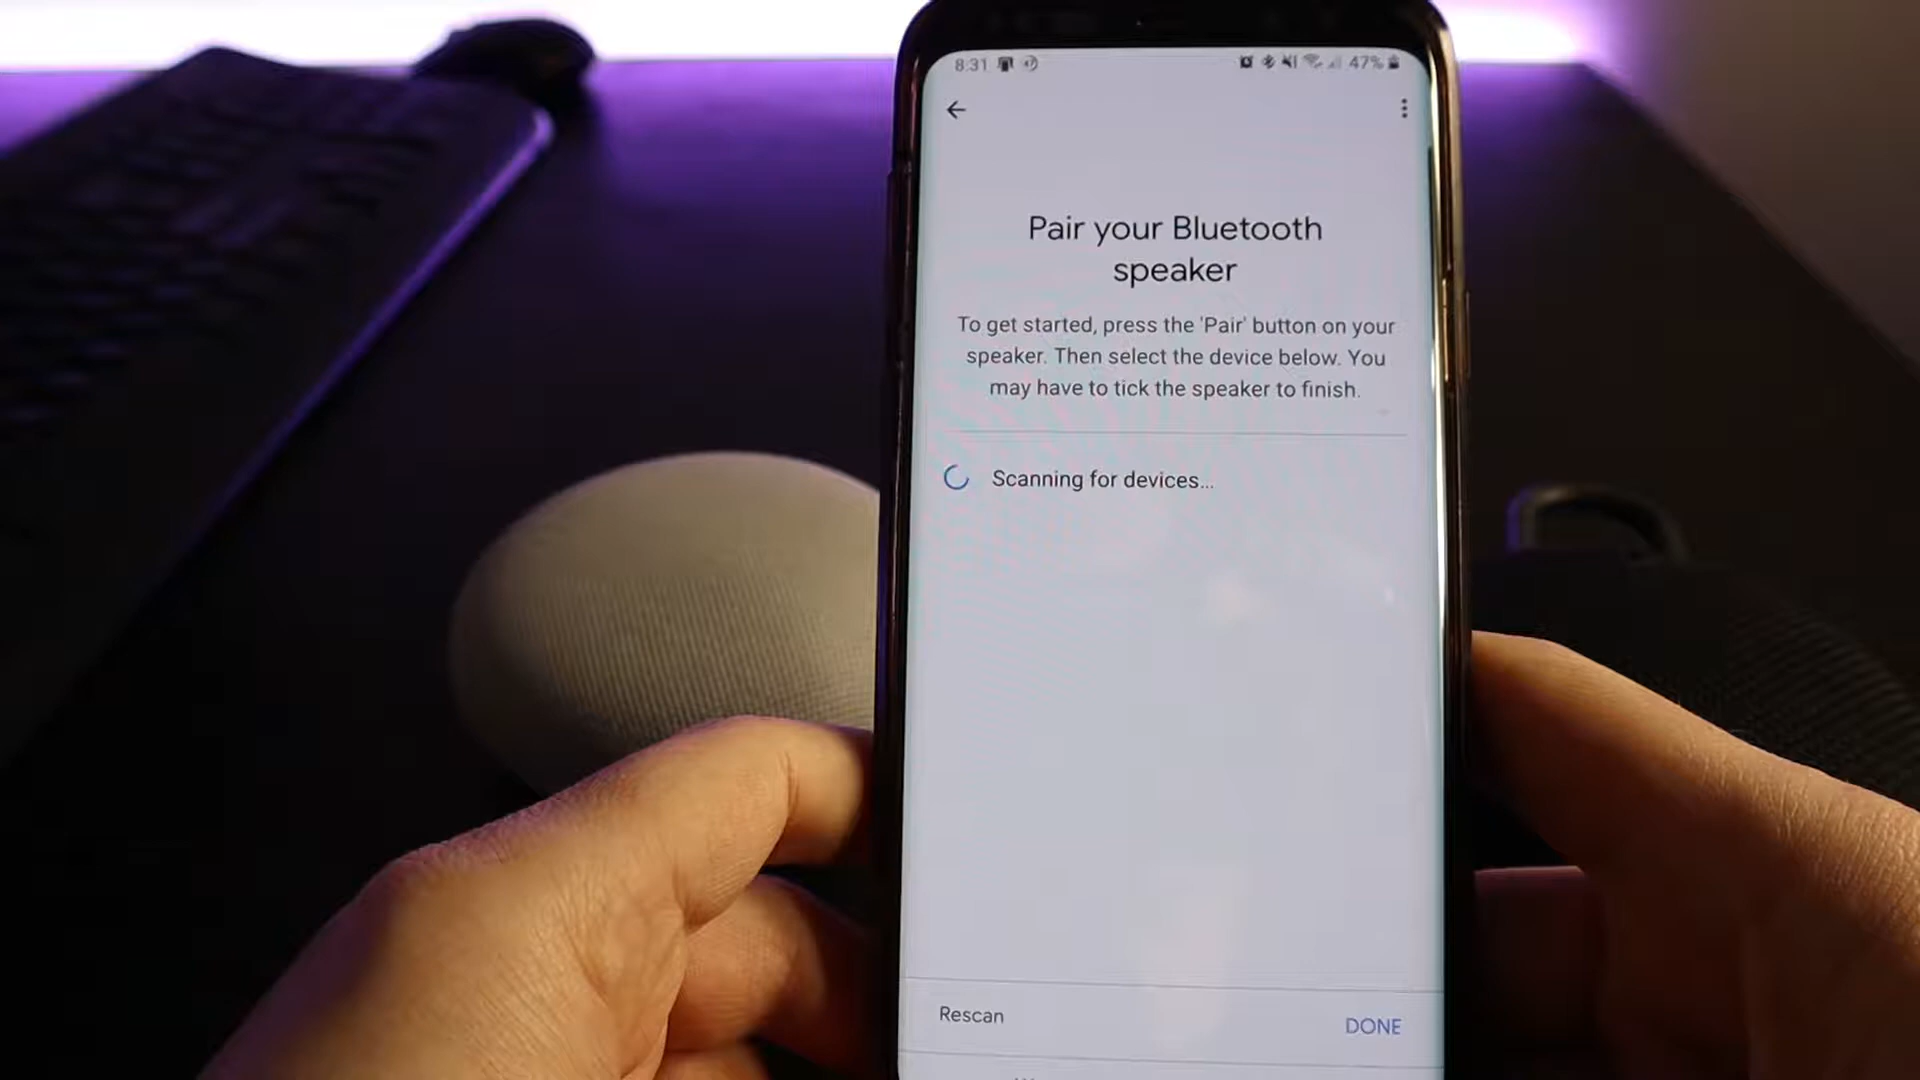 8:31
47%
Pair your Bluetooth
speaker
To get started, press the 'Pair' button on your
speaker. Then select the device below. You
may have to tick the speaker to finish.
Scanning for devices...
Rescan
DONE